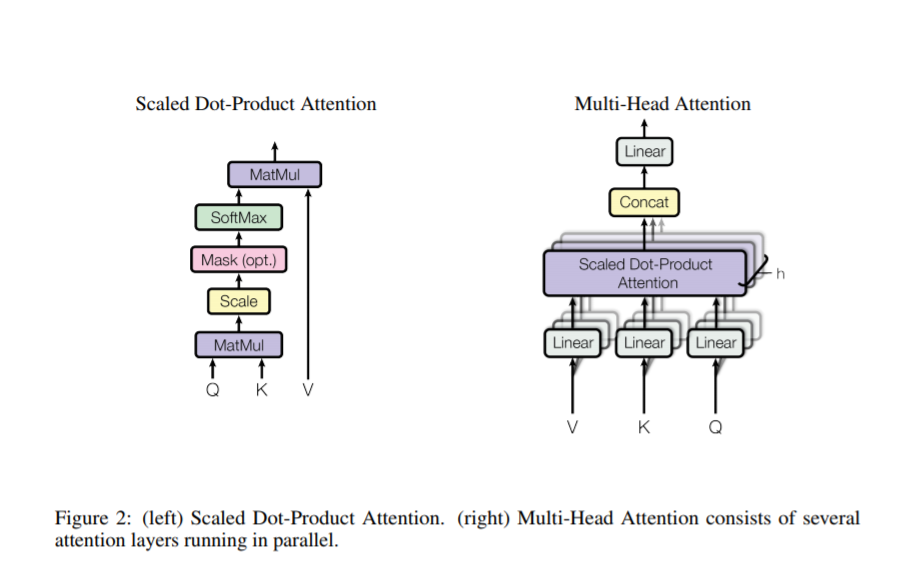 Scaled Dot-Product Attention
MatMul
SoftMax
Mask (opt.)
Scale
MatMul
Q K V
Multi-Head Attention
Linear
Concat
Scaled Dot-Product
Attention
h
Linear Linear Linear
V K Q
Figure 2: (left) Scaled Dot-Product Attention. (right) Multi-Head Attention consists of several
attention layers running in parallel.